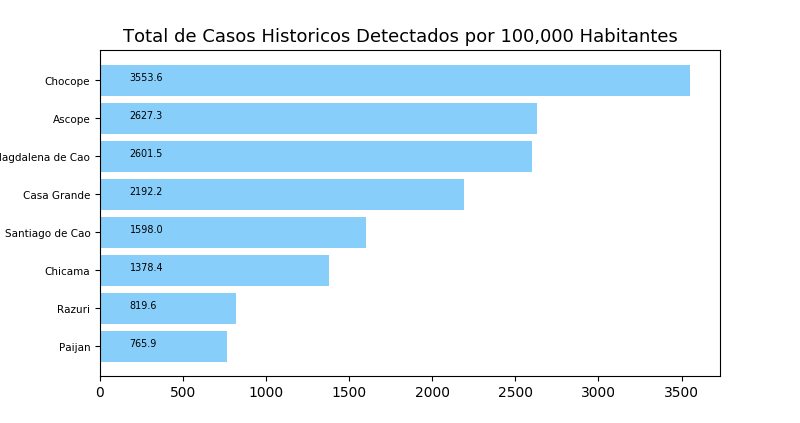 Total de Casos Historicos Detectados por 100,000 Habitantes
Chocope 3553.6
Ascope 2627.3
agdalena de Cao 2601.5
Casa Grande 2192.2
Santiago de Cao 1598.0
Chicama 1378.4
Razuri 819.6
Paijan 765.9
0 500 1000 1500 2000 2500 3000 3500